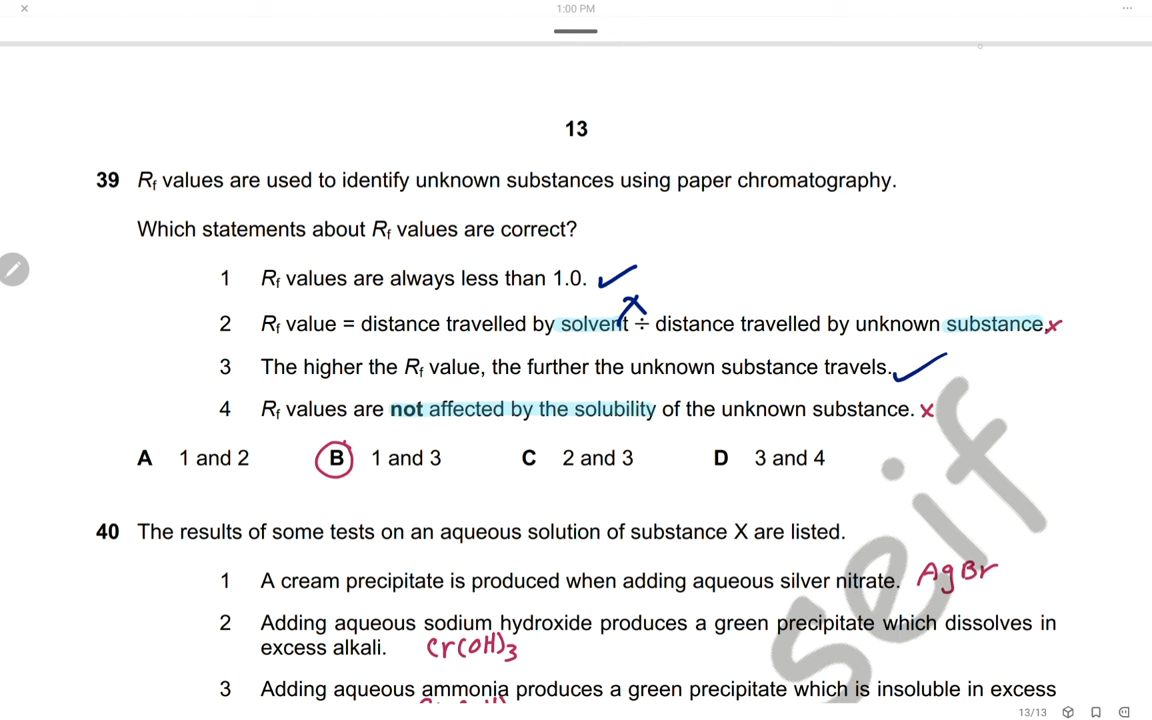 1:00 PM
13
39 Rf values are used to identify unknown substances using paper chromatography.
Which statements about Rf values are correct?
1 Rf values are always less than 1.0.
2 Rf value = distance travelled by solvent ÷ distance travelled by unknown substance.
3 The higher the Rf value, the further the unknown substance travels.
4 Rf values are not affected by the solubility of the unknown substance.
A 1 and 2 B 1 and 3 C 2 and 3 D 3 and 4
40 The results of some tests on an aqueous solution of substance X are listed.
1 A cream precipitate is produced when adding aqueous silver nitrate. AgBr
2 Adding aqueous sodium hydroxide produces a green precipitate which dissolves in
excess alkali. Cr(OH)3
3 Adding aqueous ammonia produces a green precipitate which is insoluble in excess
seif
13/13